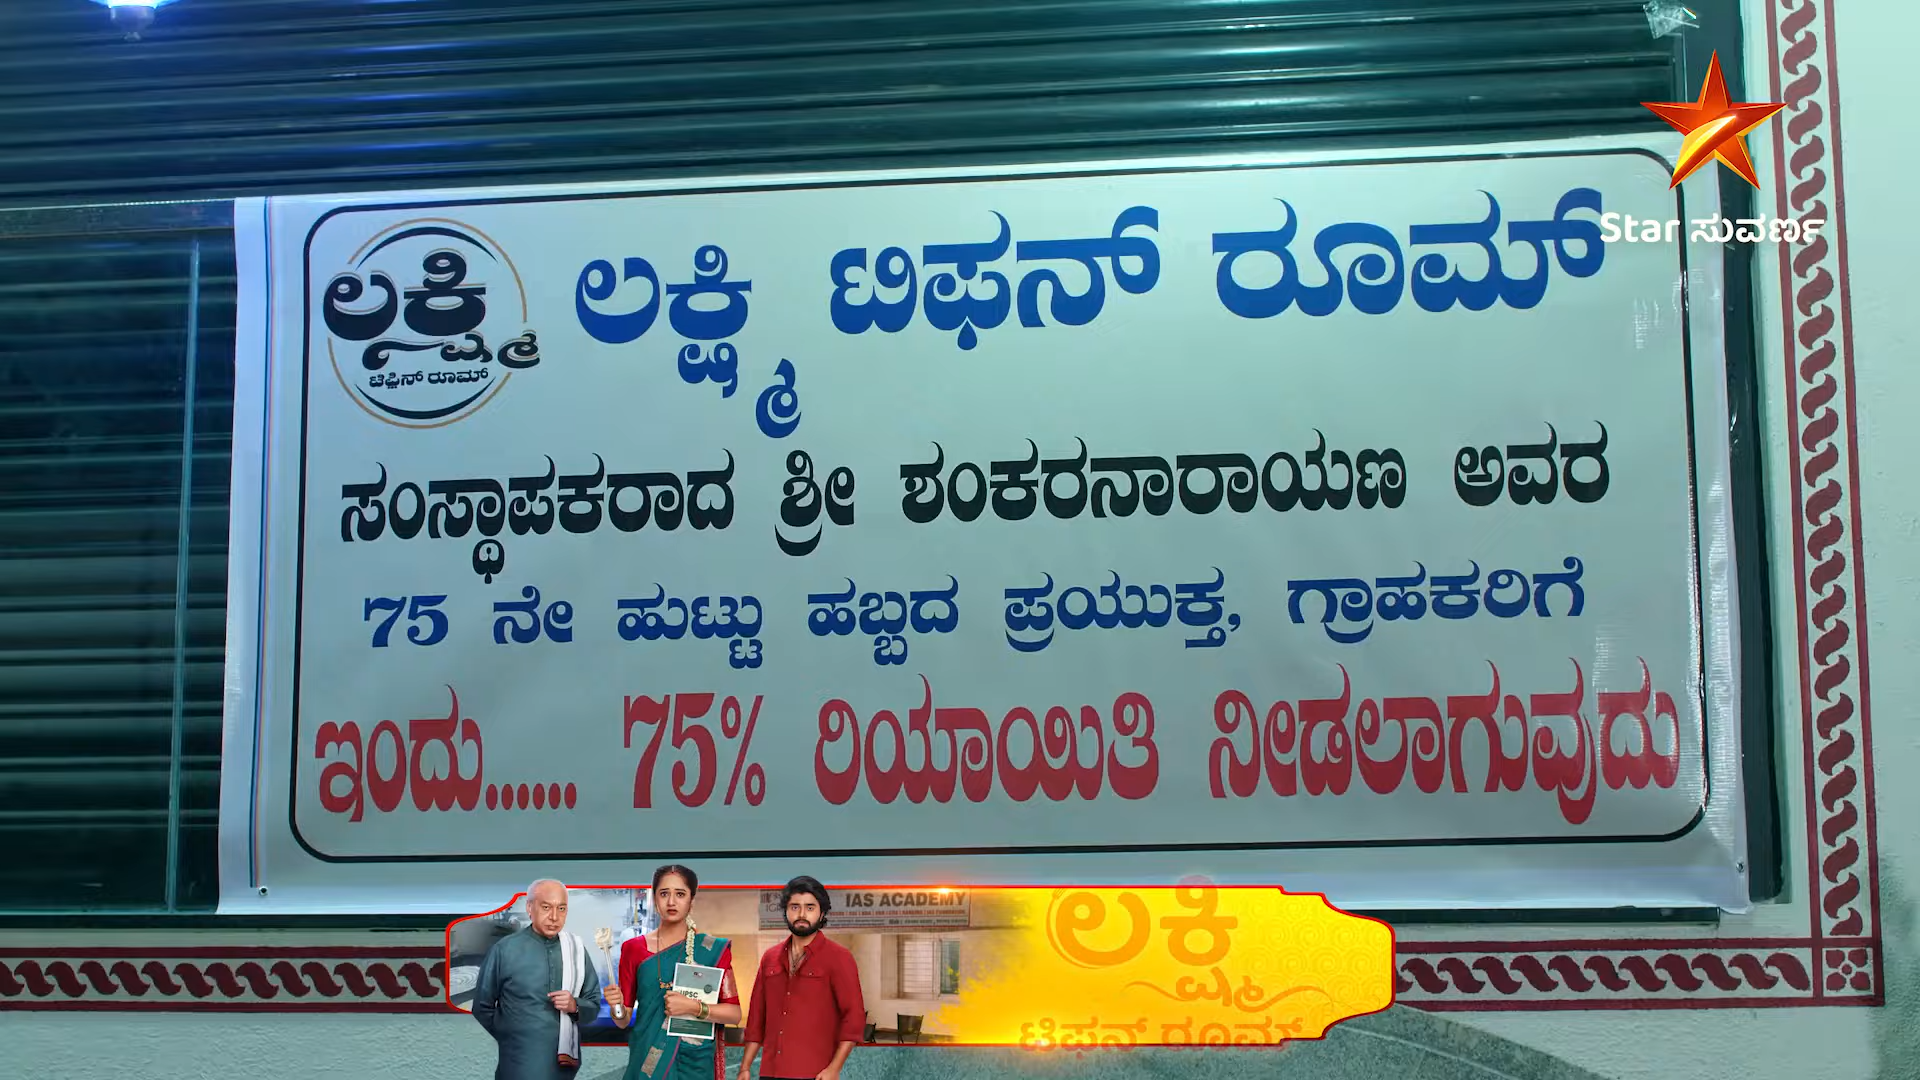 Star ಸುವರ್ಣ
ಲಕ್ಷ್ಮಿ
ಟಿಫಿನ್ ರೂಮ್
ಲಕ್ಷ್ಮಿ ಟಿಫನ್ ರೂಮ್
ಸಂಸ್ಥಾಪಕರಾದ ಶ್ರೀ ಶಂಕರನಾರಾಯಣ ಅವರ
75 ನೇ ಹುಟ್ಟು ಹಬ್ಬದ ಪ್ರಯುಕ್ತ, ಗ್ರಾಹಕರಿಗೆ
ಇಂದು...... 75% ರಿಯಾಯಿತಿ ನೀಡಲಾಗುವುದು
IAS ACADEMY
UPSC
ಲಕ್ಷ್ಮಿ
ಟಿಫನ್ ರೂಮ್